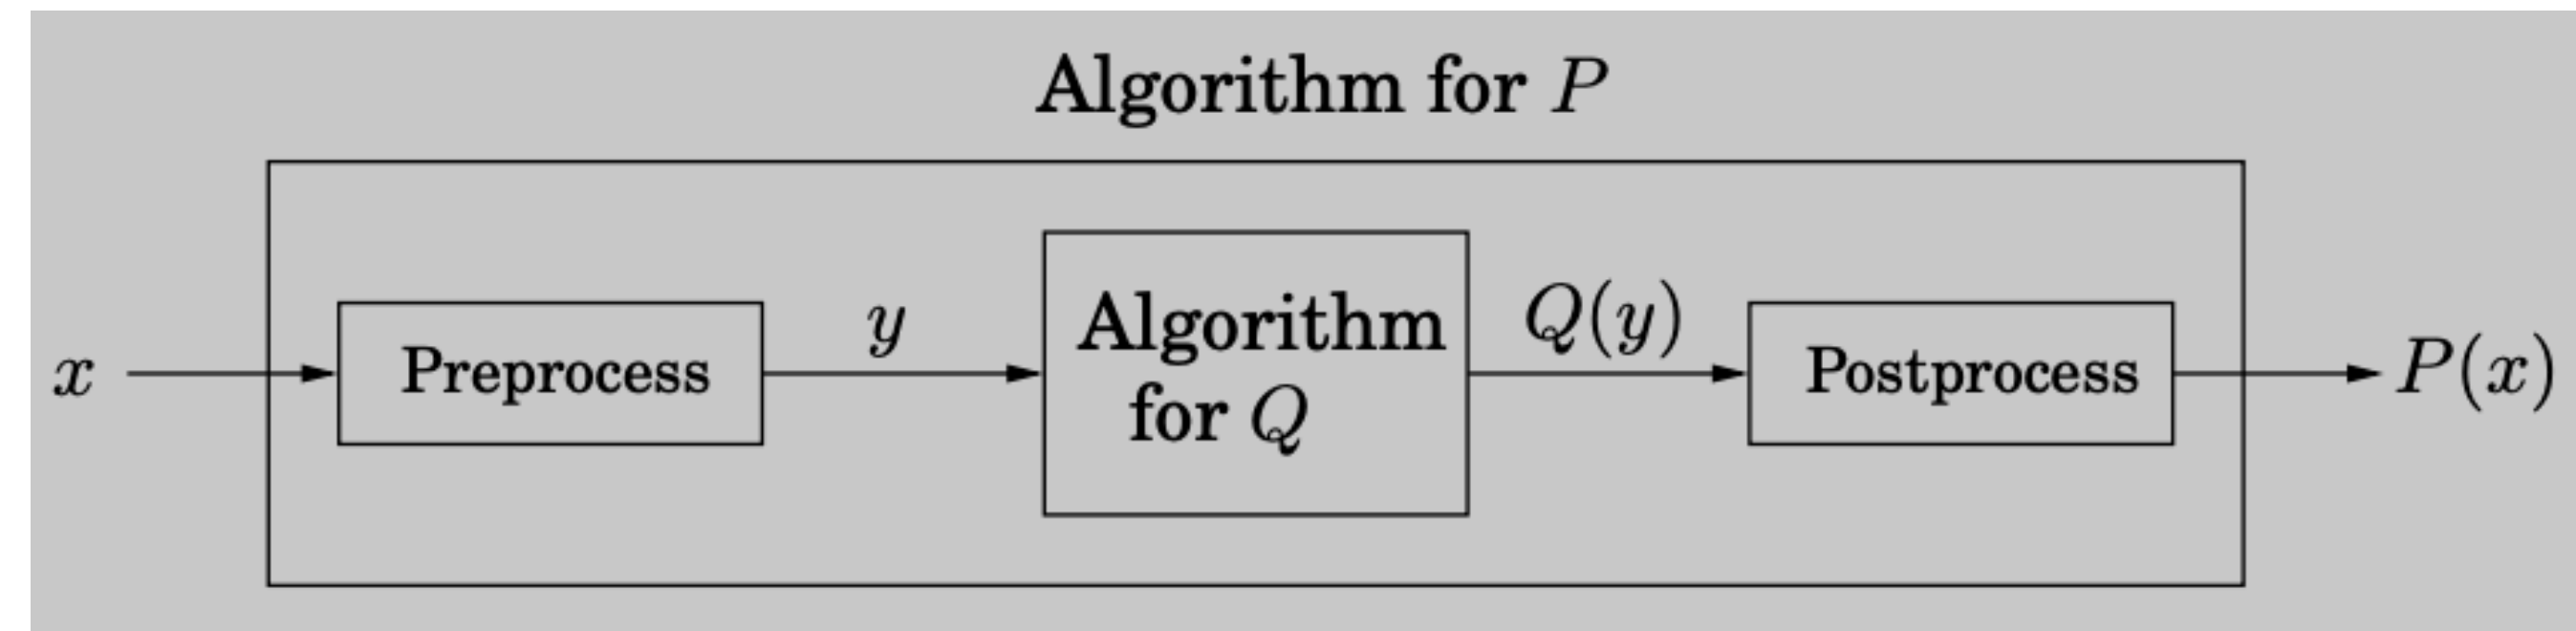 Algorithm for P
x
Preprocess
y
Algorithm
for Q
Q(y)
Postprocess
P(x)